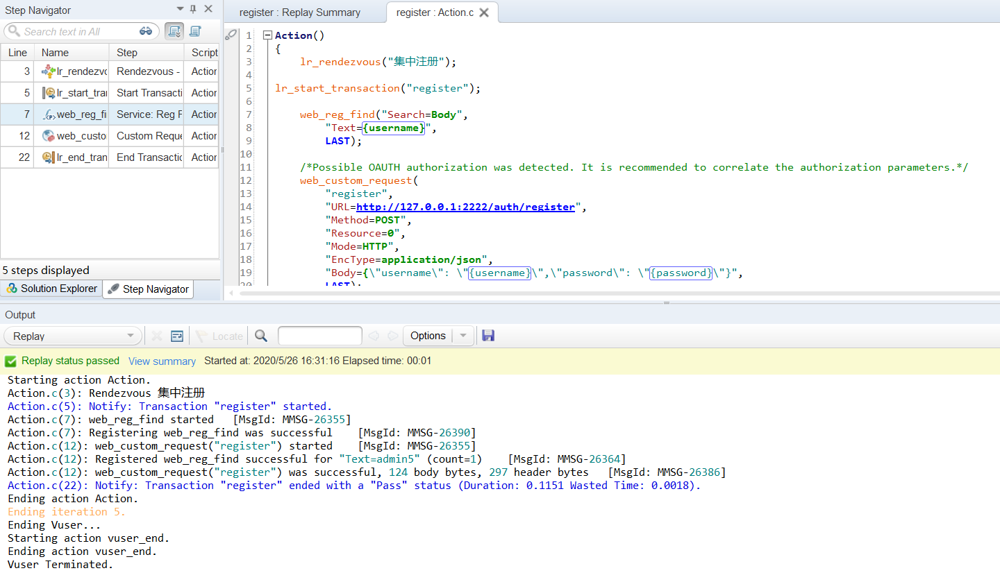 Step Navigator
Search text in All
Line Name Step Script
3 lr_rendezvo Rendezvous - Action
5 lr_start_tran Start Transacti Action
7 web_reg_fi Service: Reg F Action
12 web_custo Custom Reque Action
22 lr_end_tran End Transactic Action
5 steps displayed
Solution Explorer
Step Navigator
register : Replay Summary
register : Action.c
1 Action()
2 {
3 lr_rendezvous("集中注册");
4
5 lr_start_transaction("register");
6
7 web_reg_find("Search=Body",
8 "Text={username}",
9 LAST);
10
11 /*Possible OAUTH authorization was detected. It is recommended to correlate the authorization parameters.*/
12 web_custom_request(
13 "register",
14 "URL=http://127.0.0.1:2222/auth/register",
15 "Method=POST",
16 "Resource=0",
17 "Mode=HTTP",
18 "EncType=application/json",
19 "Body={\"username\": \"{username}\",\"password\": \"{password}\"}",
20 LAST);
Output
Replay
Locate
Options
Replay status passed View summary Started at: 2020/5/26 16:31:16 Elapsed time: 00:01
Starting action Action.
Action.c(3): Rendezvous 集中注册
Action.c(5): Notify: Transaction "register" started.
Action.c(7): web_reg_find started [MsgId: MMSG-26355]
Action.c(7): Registering web_reg_find was successful [MsgId: MMSG-26390]
Action.c(12): web_custom_request("register") started [MsgId: MMSG-26355]
Action.c(12): Registered web_reg_find successful for "Text=admin5" (count=1) [MsgId: MMSG-26364]
Action.c(12): web_custom_request("register") was successful, 124 body bytes, 297 header bytes [MsgId: MMSG-26386]
Action.c(22): Notify: Transaction "register" ended with a "Pass" status (Duration: 0.1151 Wasted Time: 0.0018).
Ending action Action.
Ending iteration 5.
Ending Vuser...
Starting action vuser_end.
Ending action vuser_end.
Vuser Terminated.